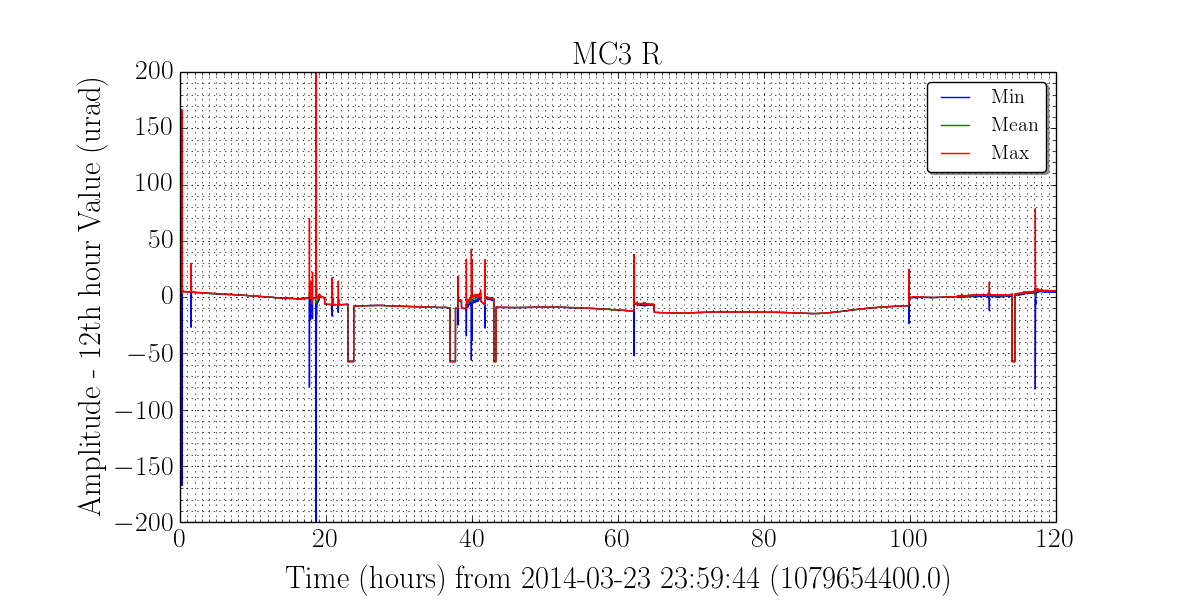 MC3 R
Amplitude - 12th hour Value (urad)
200
150
100
50
0
−50
−100
−150
−200
Min
Mean
Max
0 20 40 60 80 100 120
Time (hours) from 2014-03-23 23:59:44 (1079654400.0)